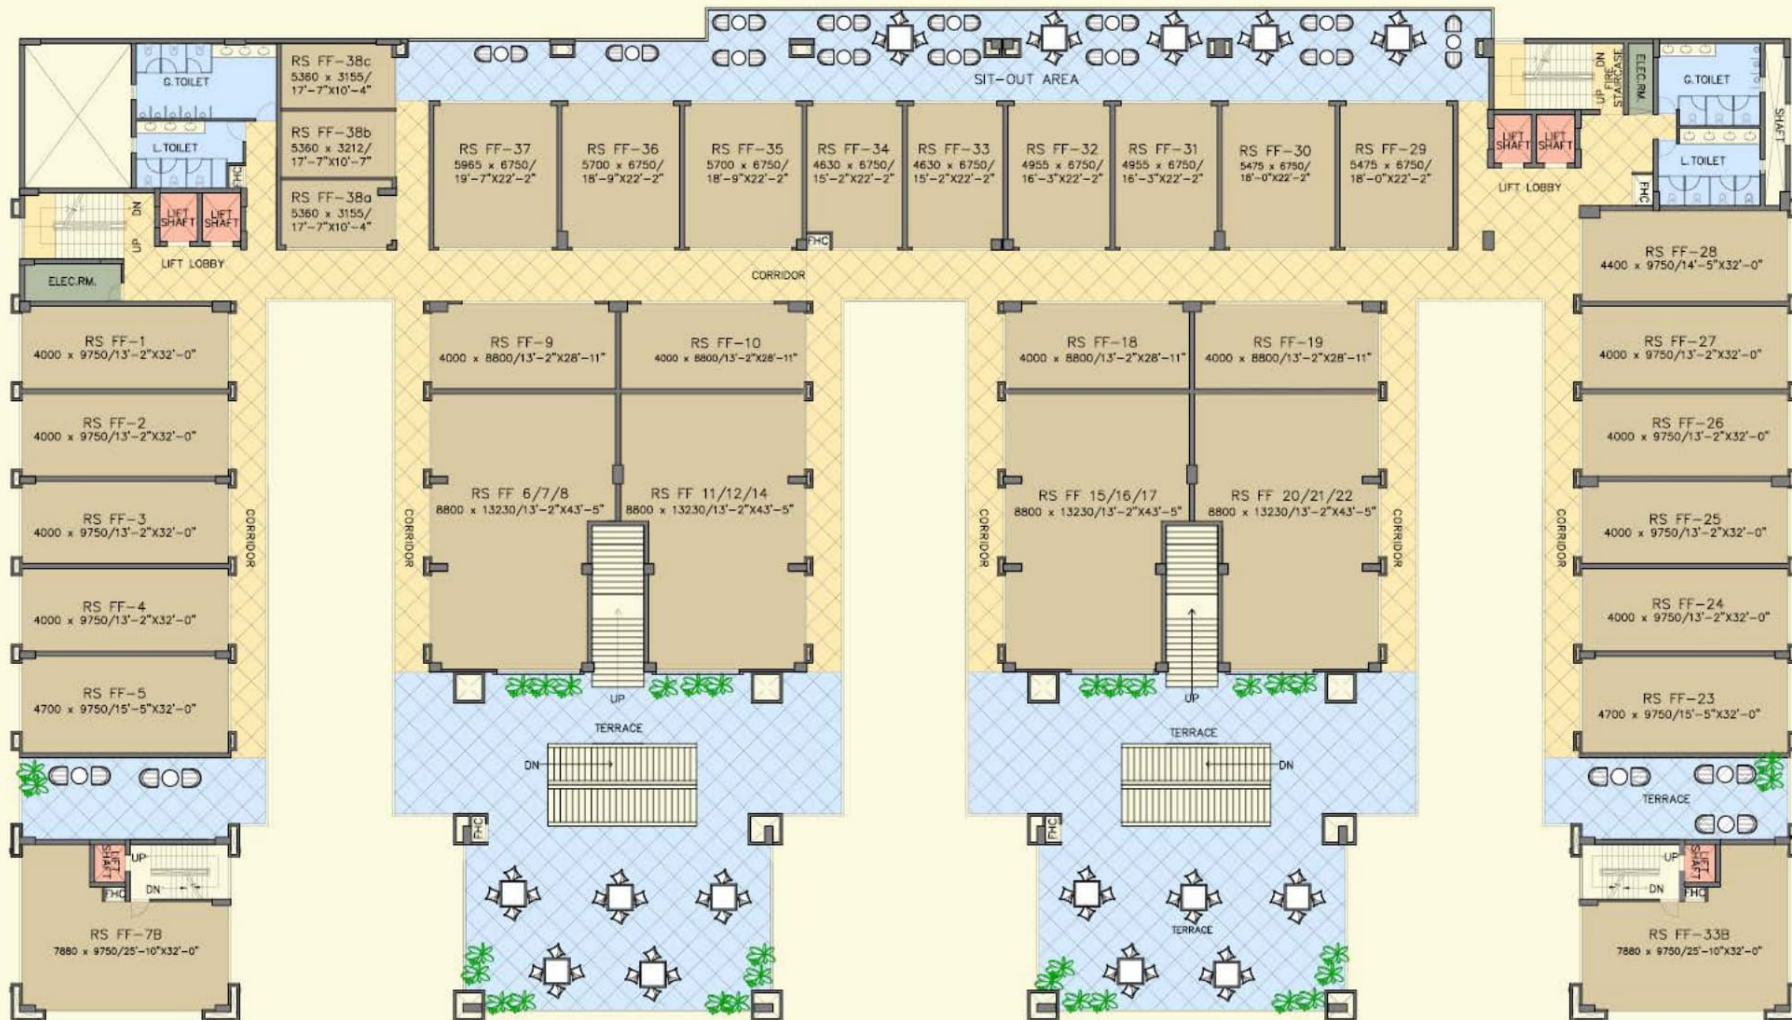 SIT-OUT AREA
G.TOILET
L.TOILET
FHC
RS FF-38c
5360 x 3155/
17'-7"X10'-4"
RS FF-38b
5360 x 3212/
17'-7"X10'-7"
RS FF-38a
5360 x 3155/
17'-7"X10'-4"
RS FF-37
5965 x 6750/
19'-7"X22'-2"
RS FF-36
5700 x 6750/
18'-9"X22'-2"
RS FF-35
5700 x 6750/
18'-9"X22'-2"
RS FF-34
4630 x 6750/
15'-2"X22'-2"
FHC
RS FF-33
4630 x 6750/
15'-2"X22'-2"
RS FF-32
4955 x 6750/
16'-3"X22'-2"
RS FF-31
4955 x 6750/
16'-3"X22'-2"
RS FF-30
5475 x 6750/
18'-0"X22'-2"
RS FF-29
5475 x 6750/
18'-0"X22'-2"
UP
DN
FIRE
STAIRCASE
ELEC.RM.
G.TOILET
L.TOILET
SHAFT
LIFT
SHAFT
LIFT
SHAFT
LIFT LOBBY
FHC
DN
UP
LIFT
SHAFT
LIFT
SHAFT
LIFT LOBBY
ELEC.RM.
CORRIDOR
RS FF-28
4400 x 9750/14'-5"X32'-0"
RS FF-1
4000 x 9750/13'-2"X32'-0"
RS FF-2
4000 x 9750/13'-2"X32'-0"
RS FF-3
4000 x 9750/13'-2"X32'-0"
RS FF-4
4000 x 9750/13'-2"X32'-0"
RS FF-5
4700 x 9750/15'-5"X32'-0"
CORRIDOR
CORRIDOR
RS FF-9
4000 x 8800/13'-2"X28'-11"
RS FF-10
4000 x 8800/13'-2"X28'-11"
RS FF 6/7/8
8800 x 13230/13'-2"X43'-5"
RS FF 11/12/14
8800 x 13230/13'-2"X43'-5"
UP
TERRACE
DN
FHC
CORRIDOR
RS FF-18
4000 x 8800/13'-2"X28'-11"
RS FF-19
4000 x 8800/13'-2"X28'-11"
RS FF 15/16/17
8800 x 13230/13'-2"X43'-5"
RS FF 20/21/22
8800 x 13230/13'-2"X43'-5"
CORRIDOR
UP
TERRACE
DN
FHC
TERRACE
CORRIDOR
RS FF-27
4000 x 9750/13'-2"X32'-0"
RS FF-26
4000 x 9750/13'-2"X32'-0"
RS FF-25
4000 x 9750/13'-2"X32'-0"
RS FF-24
4000 x 9750/13'-2"X32'-0"
RS FF-23
4700 x 9750/15'-5"X32'-0"
TERRACE
LIFT
SHAFT
UP
FHC
DN
RS FF-7B
7880 x 9750/25'-10"X32'-0"
UP
LIFT
SHAFT
DN
FHC
RS FF-33B
7880 x 9750/25'-10"X32'-0"